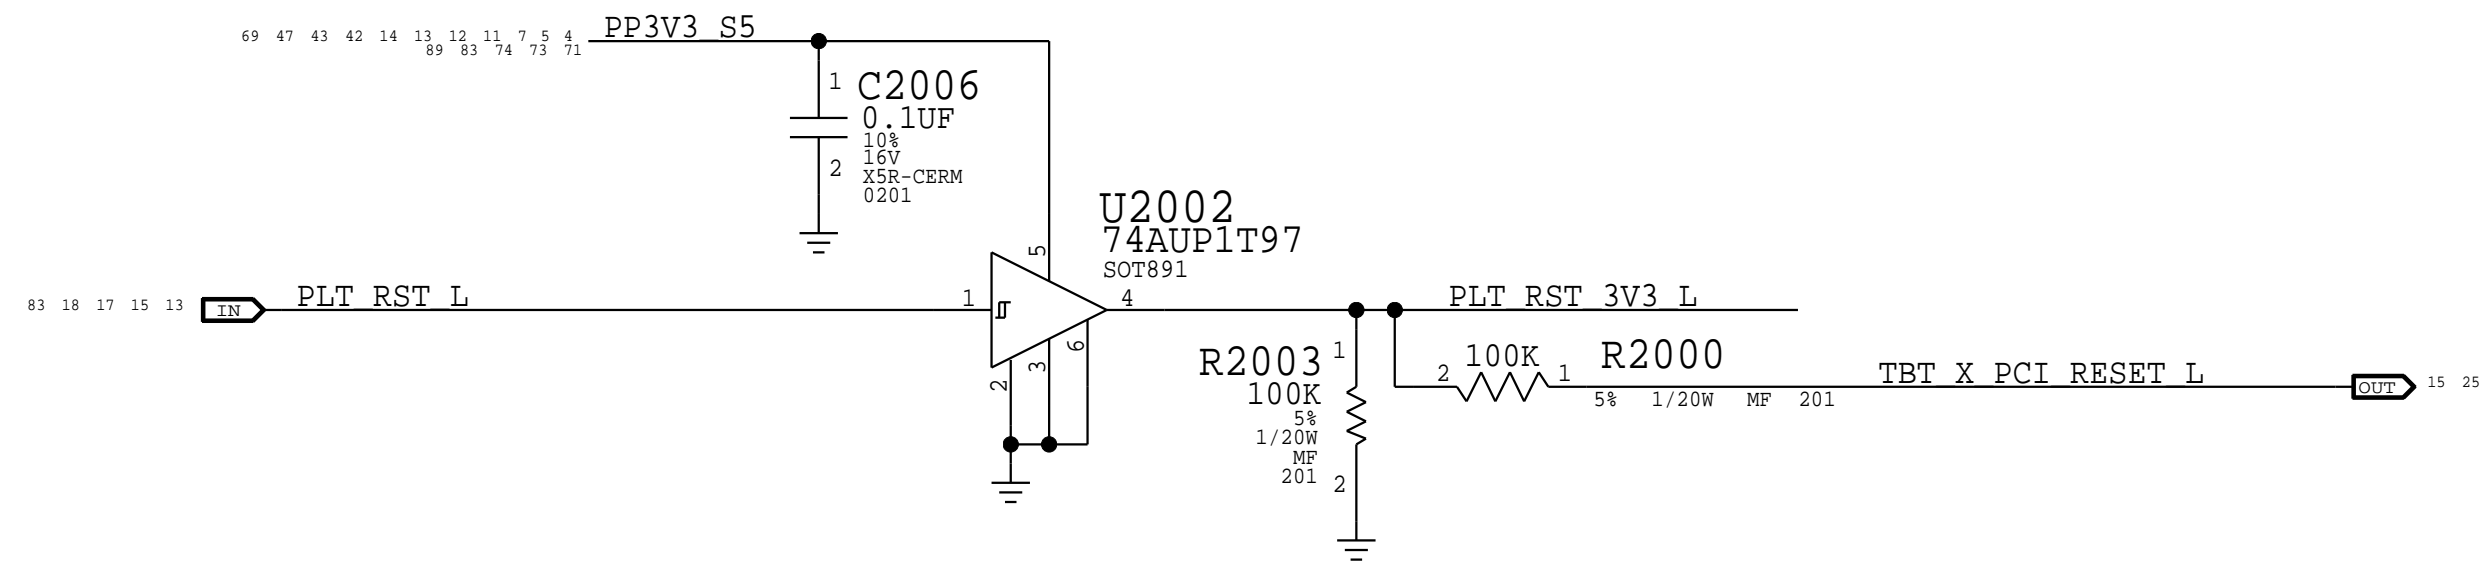 PP3V3_S5
69 47 43 42 14 13 12 11 7 5 4
89 83 74 73 71
1
C2006
0.1UF
10%
16V
2
X5R-CERM
0201
U2002
74AUP1T97
SOT891
5
83 18 17 15 13
IN
PLT_RST_L
1
4
PLT_RST_3V3_L
2
3
6
R2003
1
100K
5%
1/20W
MF
201
2
2
100K
1
R2000
5% 1/20W MF 201
TBT_X_PCI_RESET_L
OUT
15 25